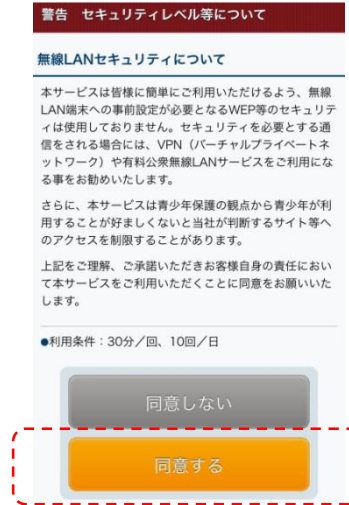 警告　セキュリティレベル等について
無線LANセキュリティについて
本サービスは皆様に簡単にご利用いただけるよう、無線
LAN端末への事前設定が必要となるWEP等のセキュリテ
ィは使用しておりません。セキュリティを必要とする通
信をされる場合には、VPN（バーチャルプライベートネ
ットワーク）や有料公衆無線LANサービスをご利用にな
る事をお勧めいたします。
さらに、本サービスは青少年保護の観点から青少年が利
用することが好ましくないと当社が判断するサイト等へ
のアクセスを制限することがあります。
上記をご理解、ご承諾いただきお客様自身の責任におい
て本サービスをご利用いただくことに同意をお願いいた
します。
●利用条件：30分／回、10回／日
同意しない
同意する